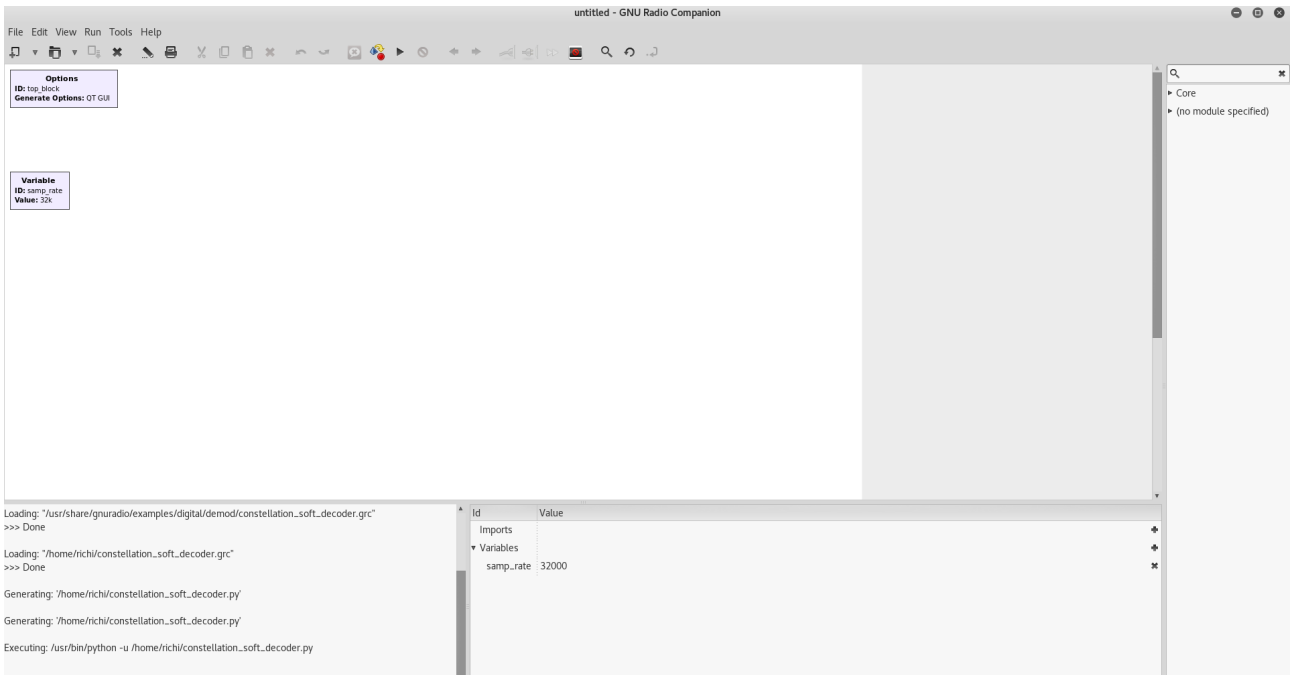 untitled - GNU Radio Companion
File Edit View Run Tools Help
Options
ID: top_block
Generate Options: QT GUI
Variable
ID: samp_rate
Value: 32k
Core
(no module specified)
Loading: "/usr/share/gnuradio/examples/digital/demod/constellation_soft_decoder.grc"
>>> Done
Loading: "/home/richi/constellation_soft_decoder.grc"
>>> Done
Generating: '/home/richi/constellation_soft_decoder.py'
Generating: '/home/richi/constellation_soft_decoder.py'
Executing: /usr/bin/python -u /home/richi/constellation_soft_decoder.py
Id Value
Imports
Variables
samp_rate 32000